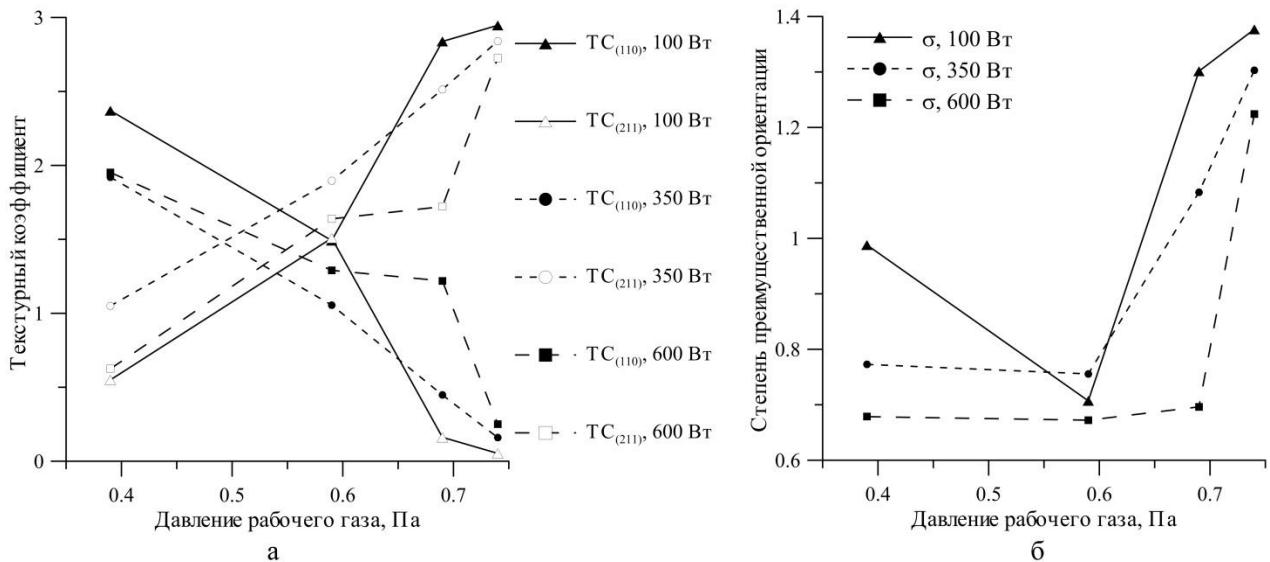 Текстурный коэффициент
3
2
1
0
0.4
0.5
0.6
0.7
Давление рабочего газа, Па
а
TC(110), 100 Вт
TC(211), 100 Вт
TC(110), 350 Вт
TC(211), 350 Вт
TC(110), 600 Вт
TC(211), 600 Вт
Степень преимущественной ориентации
1.4
1.2
1
0.8
0.6
0.4
0.5
0.6
0.7
Давление рабочего газа, Па
б
σ, 100 Вт
σ, 350 Вт
σ, 600 Вт